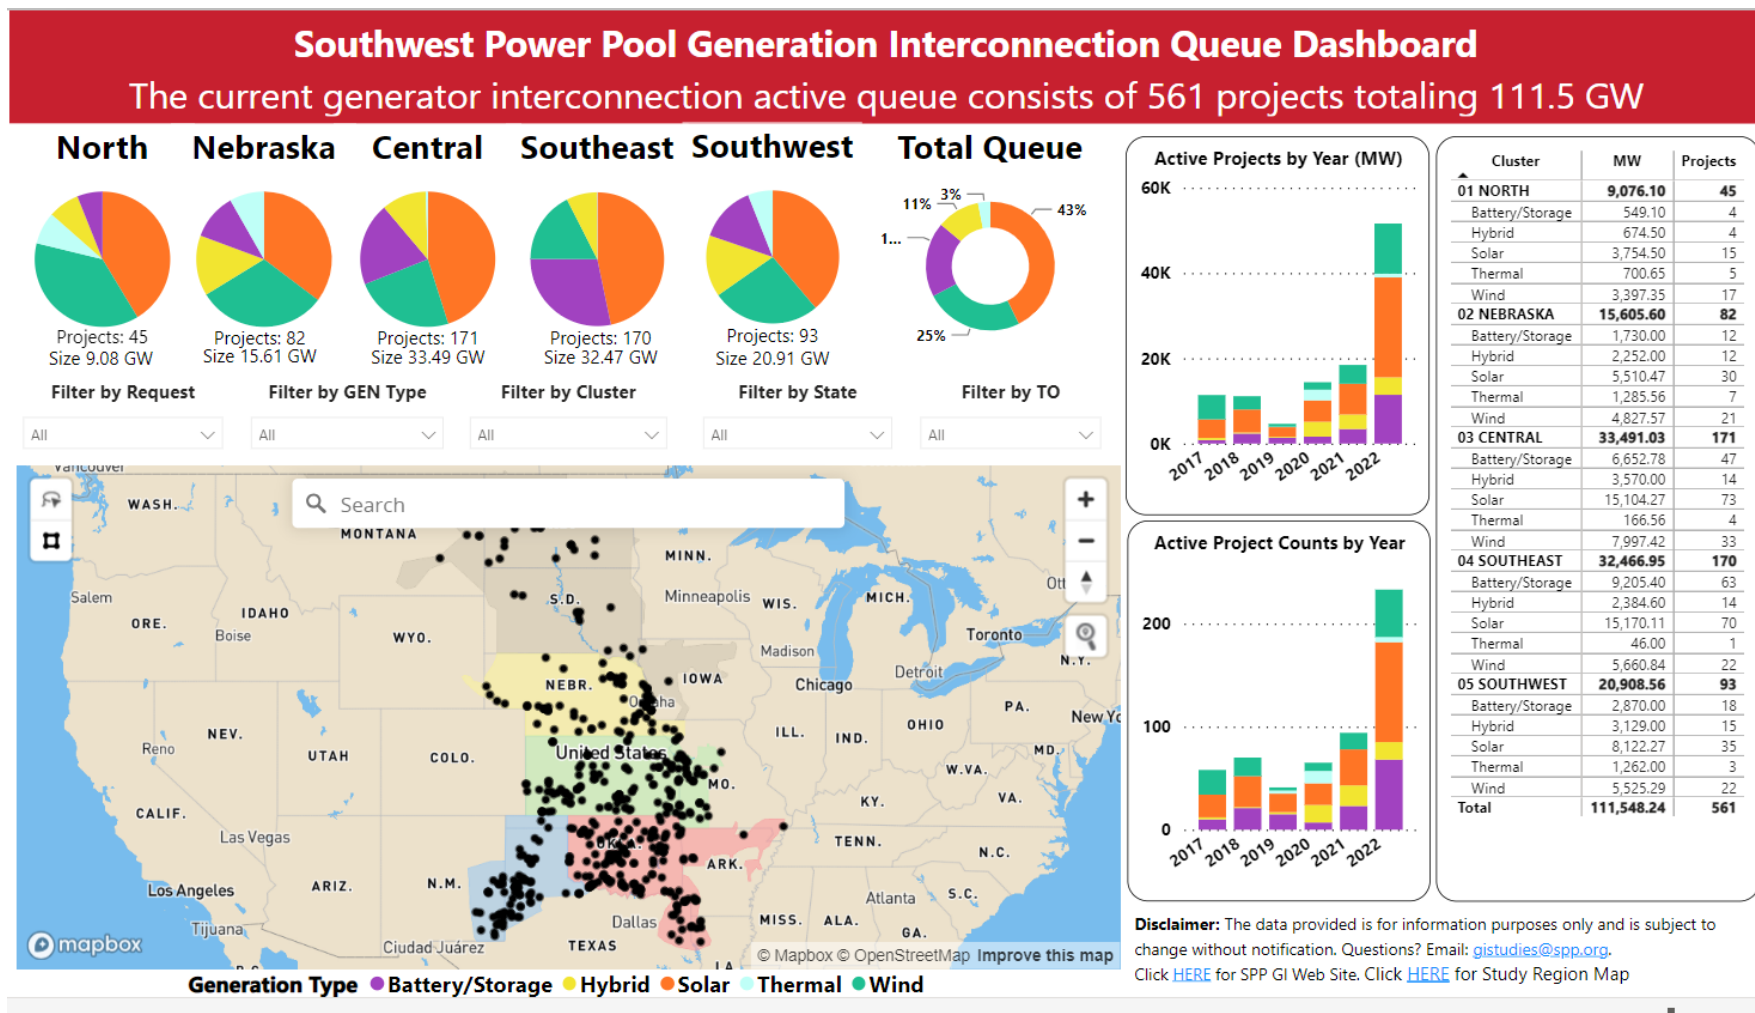 Southwest Power Pool Generation Interconnection Queue Dashboard
The current generator interconnection active queue consists of 561 projects totaling 111.5 GW
North
Projects: 45
Size 9.08 GW
Nebraska
Projects: 82
Size 15.61 GW
Central
Projects: 171
Size 33.49 GW
Southeast
Projects: 170
Size 32.47 GW
Southwest
Projects: 93
Size 20.91 GW
Total Queue
3%
11%
43%
1...
25%
Filter by Request
All
Filter by GEN Type
All
Filter by Cluster
All
Filter by State
All
Filter by TO
All
Vancouver
Search
WASH.
MONTANA
MINN.
Ott
Salem
IDAHO
S.D.
Minneapolis
WIS.
MICH.
ORE.
Boise
WYO.
Toronto
Madison
Detroit
N.Y.
NEBR.
IOWA
Chicago
Omaha
PA.
New Yo
NEV.
Reno
UTAH
COLO.
United States
ILL.
IND.
OHIO
MD.
W.VA.
MO.
CALIF.
KY.
VA.
Las Vegas
OKLA.
TENN.
N.C.
Los Angeles
ARIZ.
N.M.
ARK.
Atlanta
S.C.
Tijuana
Dallas
MISS.
ALA.
GA.
mapbox
Ciudad Juárez
TEXAS
LA
© Mapbox © OpenStreetMap Improve this map
Generation Type Battery/Storage Hybrid Solar Thermal Wind
Active Projects by Year (MW)
60K
40K
20K
0K
2017 2018 2019 2020 2021 2022
Active Project Counts by Year
200
100
0
2017 2018 2019 2020 2021 2022
Cluster MW Projects
01 NORTH 9,076.10 45
Battery/Storage 549.10 4
Hybrid 674.50 4
Solar 3,754.50 15
Thermal 700.65 5
Wind 3,397.35 17
02 NEBRASKA 15,605.60 82
Battery/Storage 1,730.00 12
Hybrid 2,252.00 12
Solar 5,510.47 30
Thermal 1,285.56 7
Wind 4,827.57 21
03 CENTRAL 33,491.03 171
Battery/Storage 6,652.78 47
Hybrid 3,570.00 14
Solar 15,104.27 73
Thermal 166.56 4
Wind 7,997.42 33
04 SOUTHEAST 32,466.95 170
Battery/Storage 9,205.40 63
Hybrid 2,384.60 14
Solar 15,170.11 70
Thermal 46.00 1
Wind 5,660.84 22
05 SOUTHWEST 20,908.56 93
Battery/Storage 2,870.00 18
Hybrid 3,129.00 15
Solar 8,122.27 35
Thermal 1,262.00 3
Wind 5,525.29 22
Total 111,548.24 561
Disclaimer: The data provided is for information purposes only and is subject to
change without notification. Questions? Email: gistudies@spp.org.
Click HERE for SPP GI Web Site. Click HERE for Study Region Map